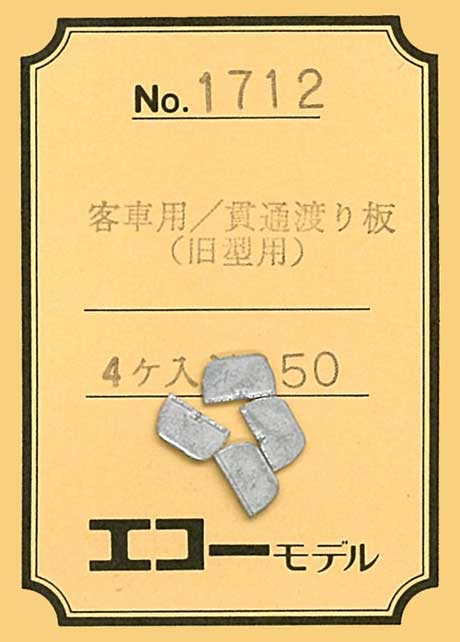 No. 1712
客車用／貫通渡り板
（旧型用）
4ケ入 50
エコーモデル